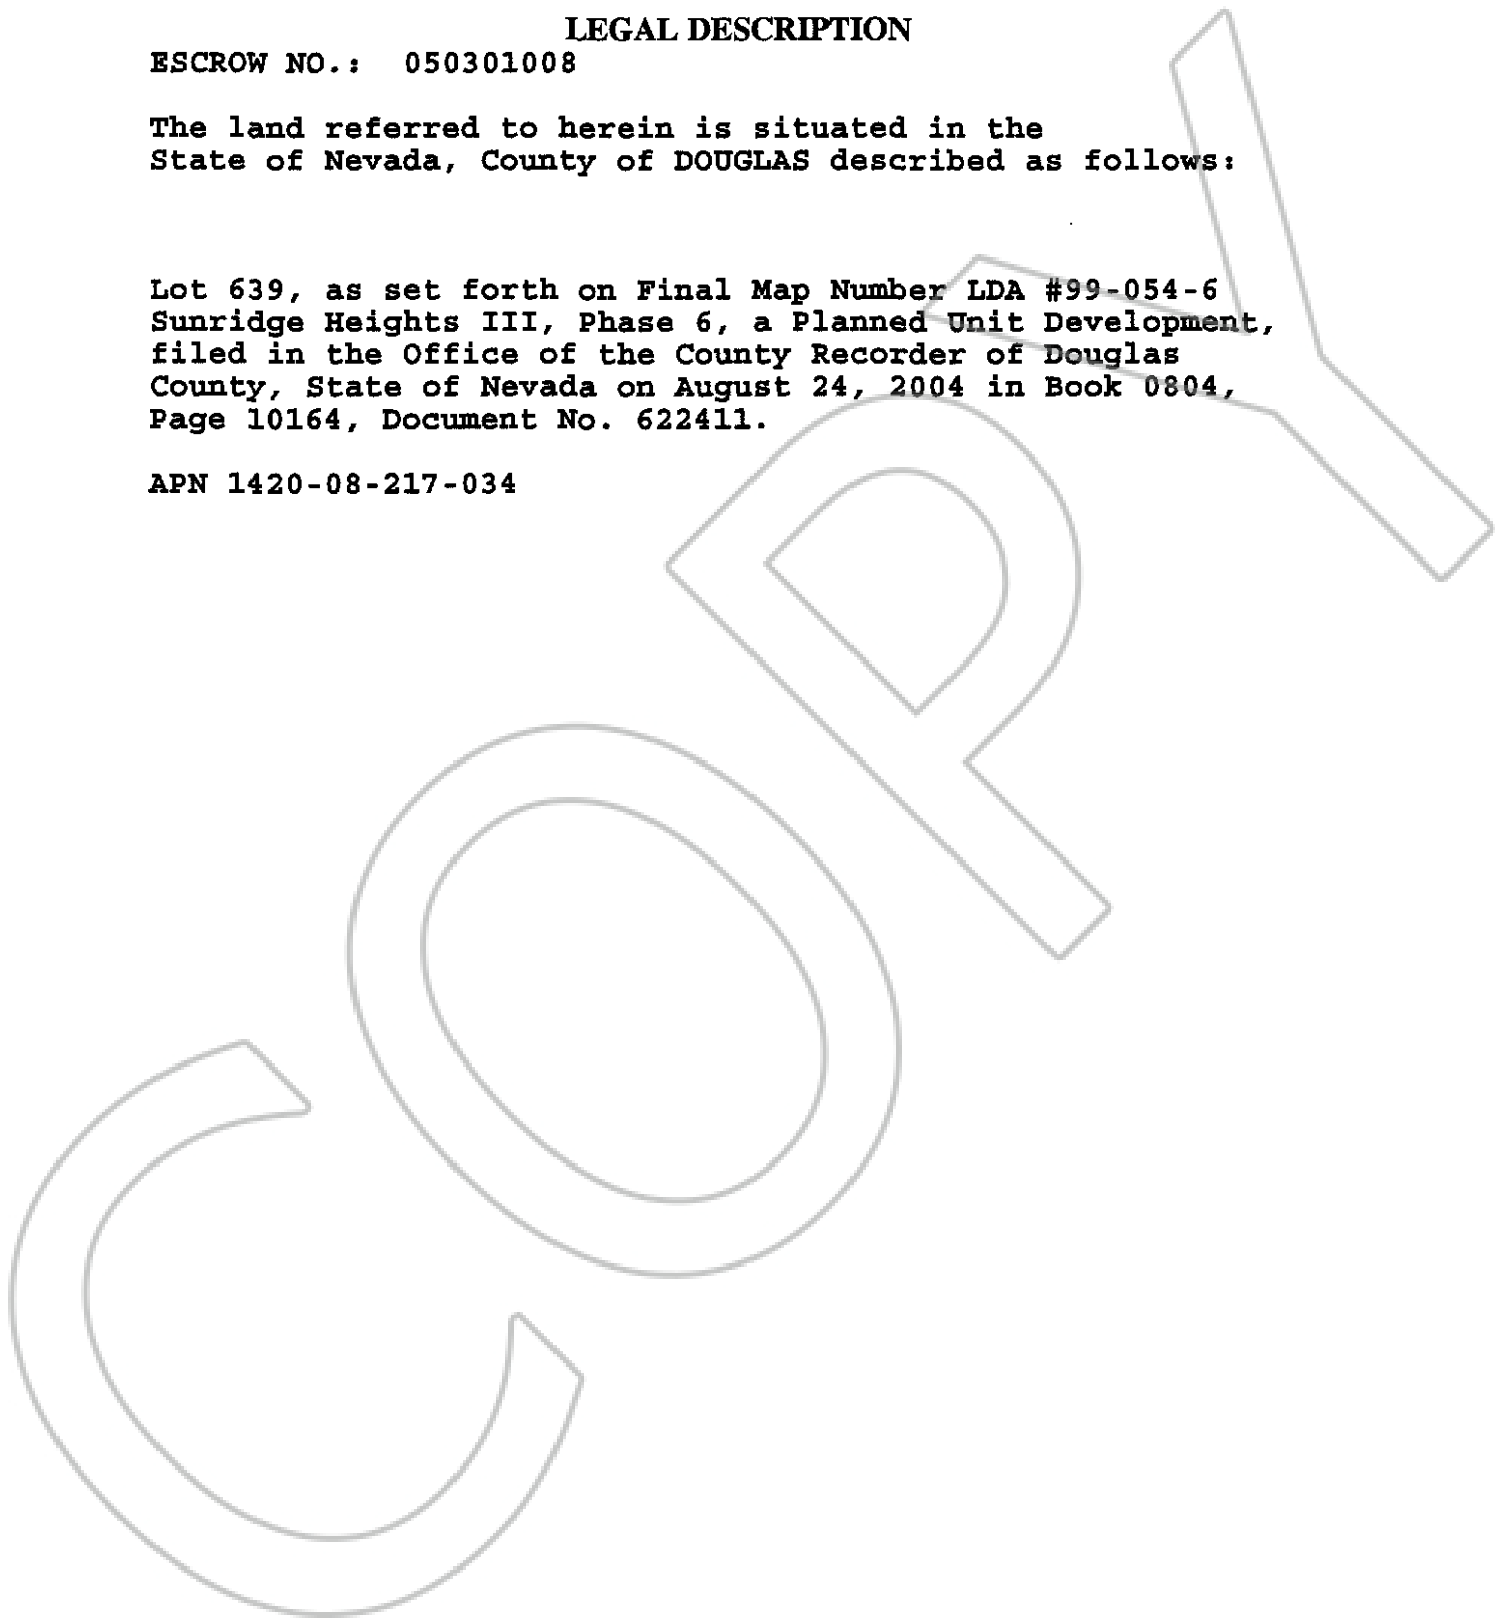 LEGAL DESCRIPTION
ESCROW NO.: 050301008
The land referred to herein is situated in the
State of Nevada, County of DOUGLAS described as follows:
Lot 639, as set forth on Final Map Number LDA #99-054-6
Sunridge Heights III, Phase 6, a Planned Unit Development,
filed in the Office of the County Recorder of Douglas
County, State of Nevada on August 24, 2004 in Book 0804,
Page 10164, Document No. 622411.
APN 1420-08-217-034
COPY